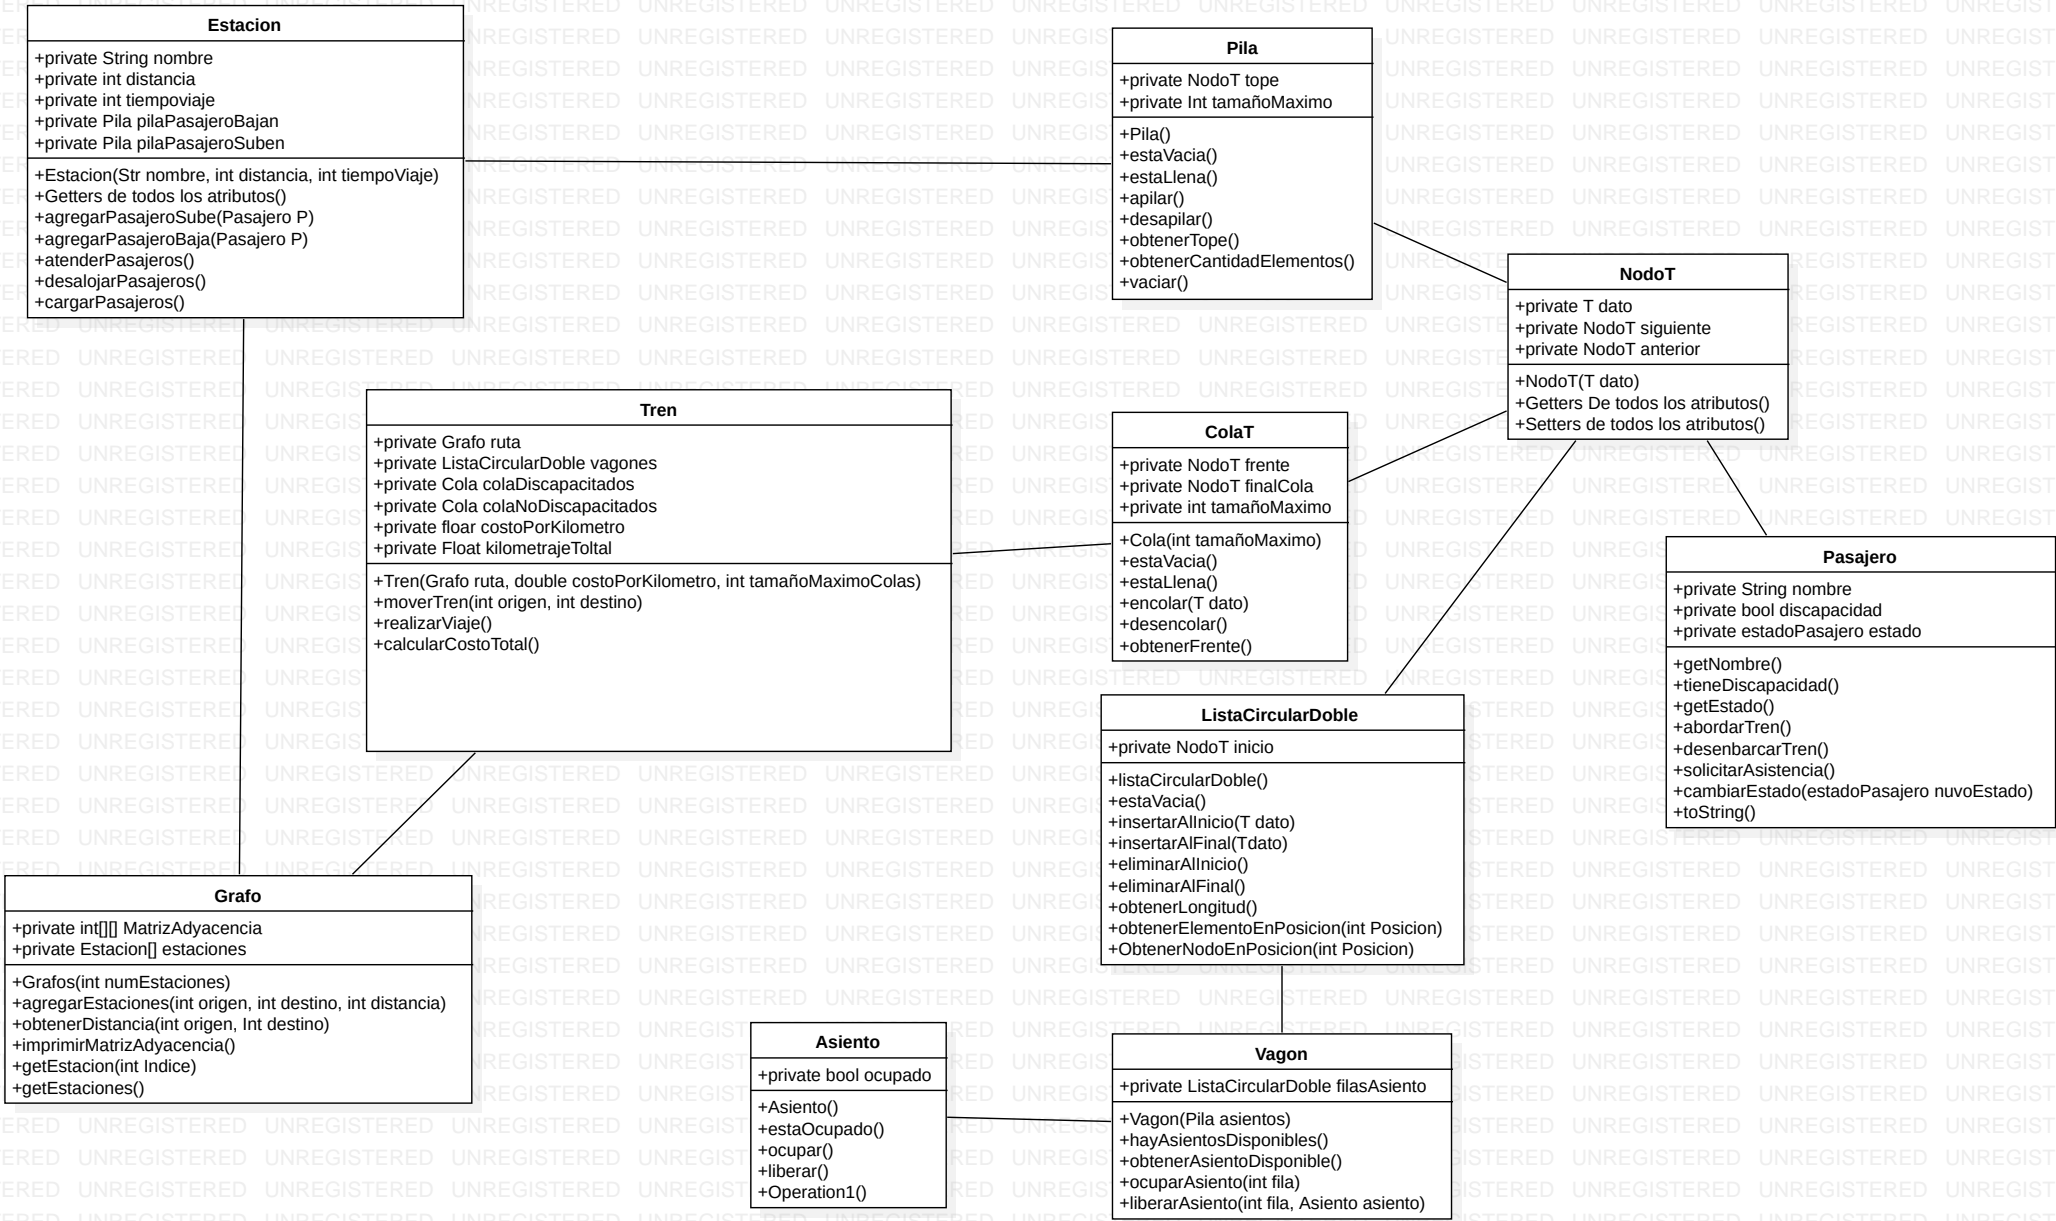 Estacion
+private String nombre
+private int distancia
+private int tiempoviaje
+private Pila pilaPasajeroBajan
+private Pila pilaPasajeroSuben
+Estacion(Str nombre, int distancia, int tiempoViaje)
+Getters de todos los atributos()
+agregarPasajeroSube(Pasajero P)
+agregarPasajeroBaja(Pasajero P)
+atenderPasajeros()
+desalojarPasajeros()
+cargarPasajeros()
Pila
+private NodoT tope
+private Int tamañoMaximo
+Pila()
+estaVacia()
+estaLlena()
+apilar()
+desapilar()
+obtenerTope()
+obtenerCantidadElementos()
+vaciar()
NodoT
+private T dato
+private NodoT siguiente
+private NodoT anterior
+NodoT(T dato)
+Getters De todos los atributos()
+Setters de todos los atributos()
Tren
+private Grafo ruta
+private ListaCircularDoble vagones
+private Cola colaDiscapacitados
+private Cola colaNoDiscapacitados
+private floar costoPorKilometro
+private Float kilometrajeToltal
+Tren(Grafo ruta, double costoPorKilometro, int tamañoMaximoColas)
+moverTren(int origen, int destino)
+realizarViaje()
+calcularCostoTotal()
ColaT
+private NodoT frente
+private NodoT finalCola
+private int tamañoMaximo
+Cola(int tamañoMaximo)
+estaVacia()
+estaLlena()
+encolar(T dato)
+desencolar()
+obtenerFrente()
Pasajero
+private String nombre
+private bool discapacidad
+private estadoPasajero estado
+getNombre()
+tieneDiscapacidad()
+getEstado()
+abordarTren()
+desenbarcarTren()
+solicitarAsistencia()
+cambiarEstado(estadoPasajero nuvoEstado)
+toString()
ListaCircularDoble
+private NodoT inicio
+listaCircularDoble()
+estaVacia()
+insertarAlInicio(T dato)
+insertarAlFinal(Tdato)
+eliminarAlInicio()
+eliminarAlFinal()
+obtenerLongitud()
+obtenerElementoEnPosicion(int Posicion)
+ObtenerNodoEnPosicion(int Posicion)
Grafo
+private int[][] MatrizAdyacencia
+private Estacion[] estaciones
+Grafos(int numEstaciones)
+agregarEstaciones(int origen, int destino, int distancia)
+obtenerDistancia(int origen, Int destino)
+imprimirMatrizAdyacencia()
+getEstacion(int Indice)
+getEstaciones()
Asiento
+private bool ocupado
+Asiento()
+estaOcupado()
+ocupar()
+liberar()
+Operation1()
Vagon
+private ListaCircularDoble filasAsiento
+Vagon(Pila asientos)
+hayAsientosDisponibles()
+obtenerAsientoDisponible()
+ocuparAsiento(int fila)
+liberarAsiento(int fila, Asiento asiento)
UNREGISTERED